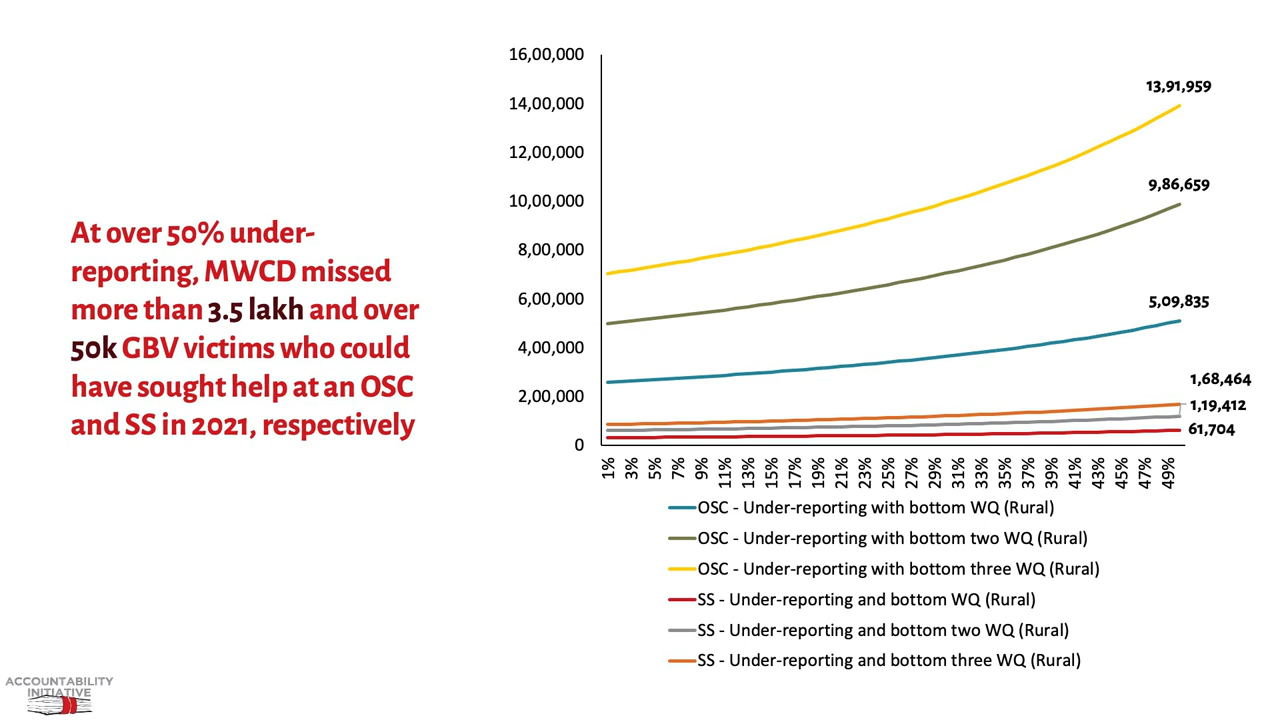 At over 50% under-
reporting, MWCD missed
more than 3.5 lakh and over
50k GBV victims who could
have sought help at an OSC
and SS in 2021, respectively
16,00,000
14,00,000
12,00,000
10,00,000
8,00,000
6,00,000
4,00,000
2,00,000
0
13,91,959
9,86,659
5,09,835
1,68,464
1,19,412
61,704
1% 3% 5% 7% 9% 11% 13% 15% 17% 19% 21% 23% 25% 27% 29% 31% 33% 35% 37% 39% 41% 43% 45% 47% 49%
OSC - Under-reporting with bottom WQ (Rural)
OSC - Under-reporting with bottom two WQ (Rural)
OSC - Under-reporting with bottom three WQ (Rural)
SS - Under-reporting and bottom WQ (Rural)
SS - Under-reporting and bottom two WQ (Rural)
SS - Under-reporting and bottom three WQ (Rural)
ACCOUNTABILITY
INITIATIVE